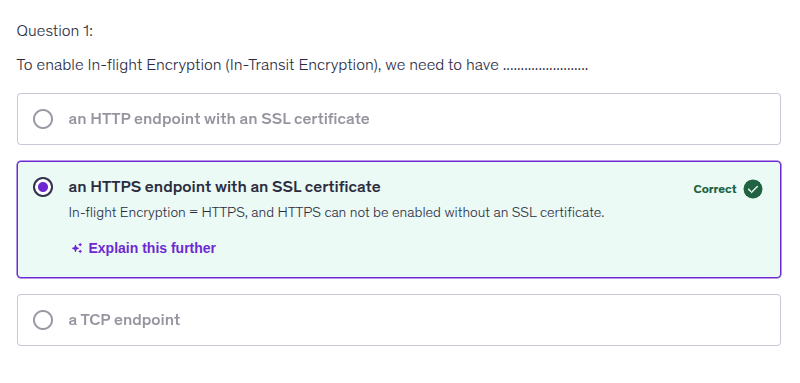 Question 1:
To enable In-flight Encryption (In-Transit Encryption), we need to have ........................
an HTTP endpoint with an SSL certificate
an HTTPS endpoint with an SSL certificate
Correct
In-flight Encryption = HTTPS, and HTTPS can not be enabled without an SSL certificate.
Explain this further
a TCP endpoint